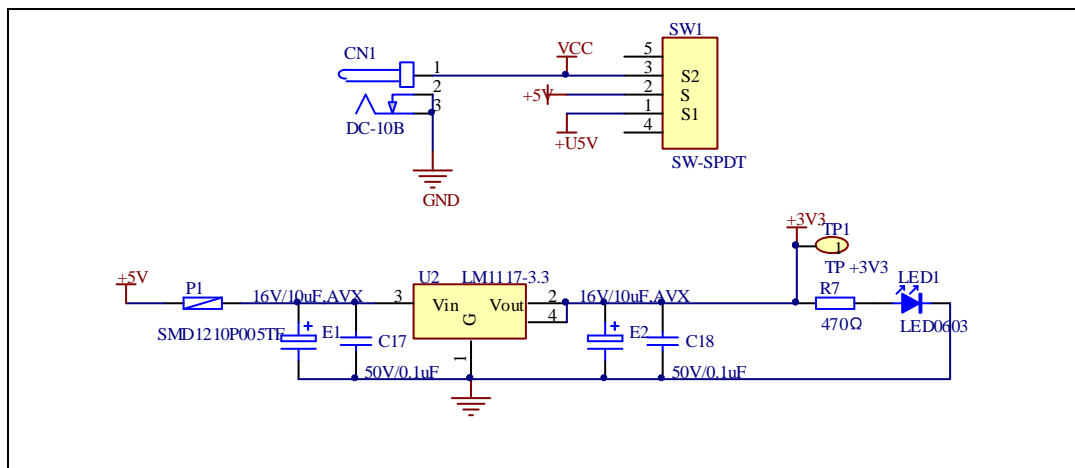 SW1
CN1
VCC
5
1
3
S2
2
+5V
2
S
3
1
S1
DC-10B
4
+U5V
SW-SPDT
GND
+3V3
TP1
1
+5V
P1
U2
LM1117-3.3
TP +3V3
LED1
16V/10uF,AVX
3
Vin
Vout
2
16V/10uF,AVX
R7
4
G
SMD1210P005TF
E1
C17
E2
C18
470Ω
LED0603
1
50V/0.1uF
50V/0.1uF